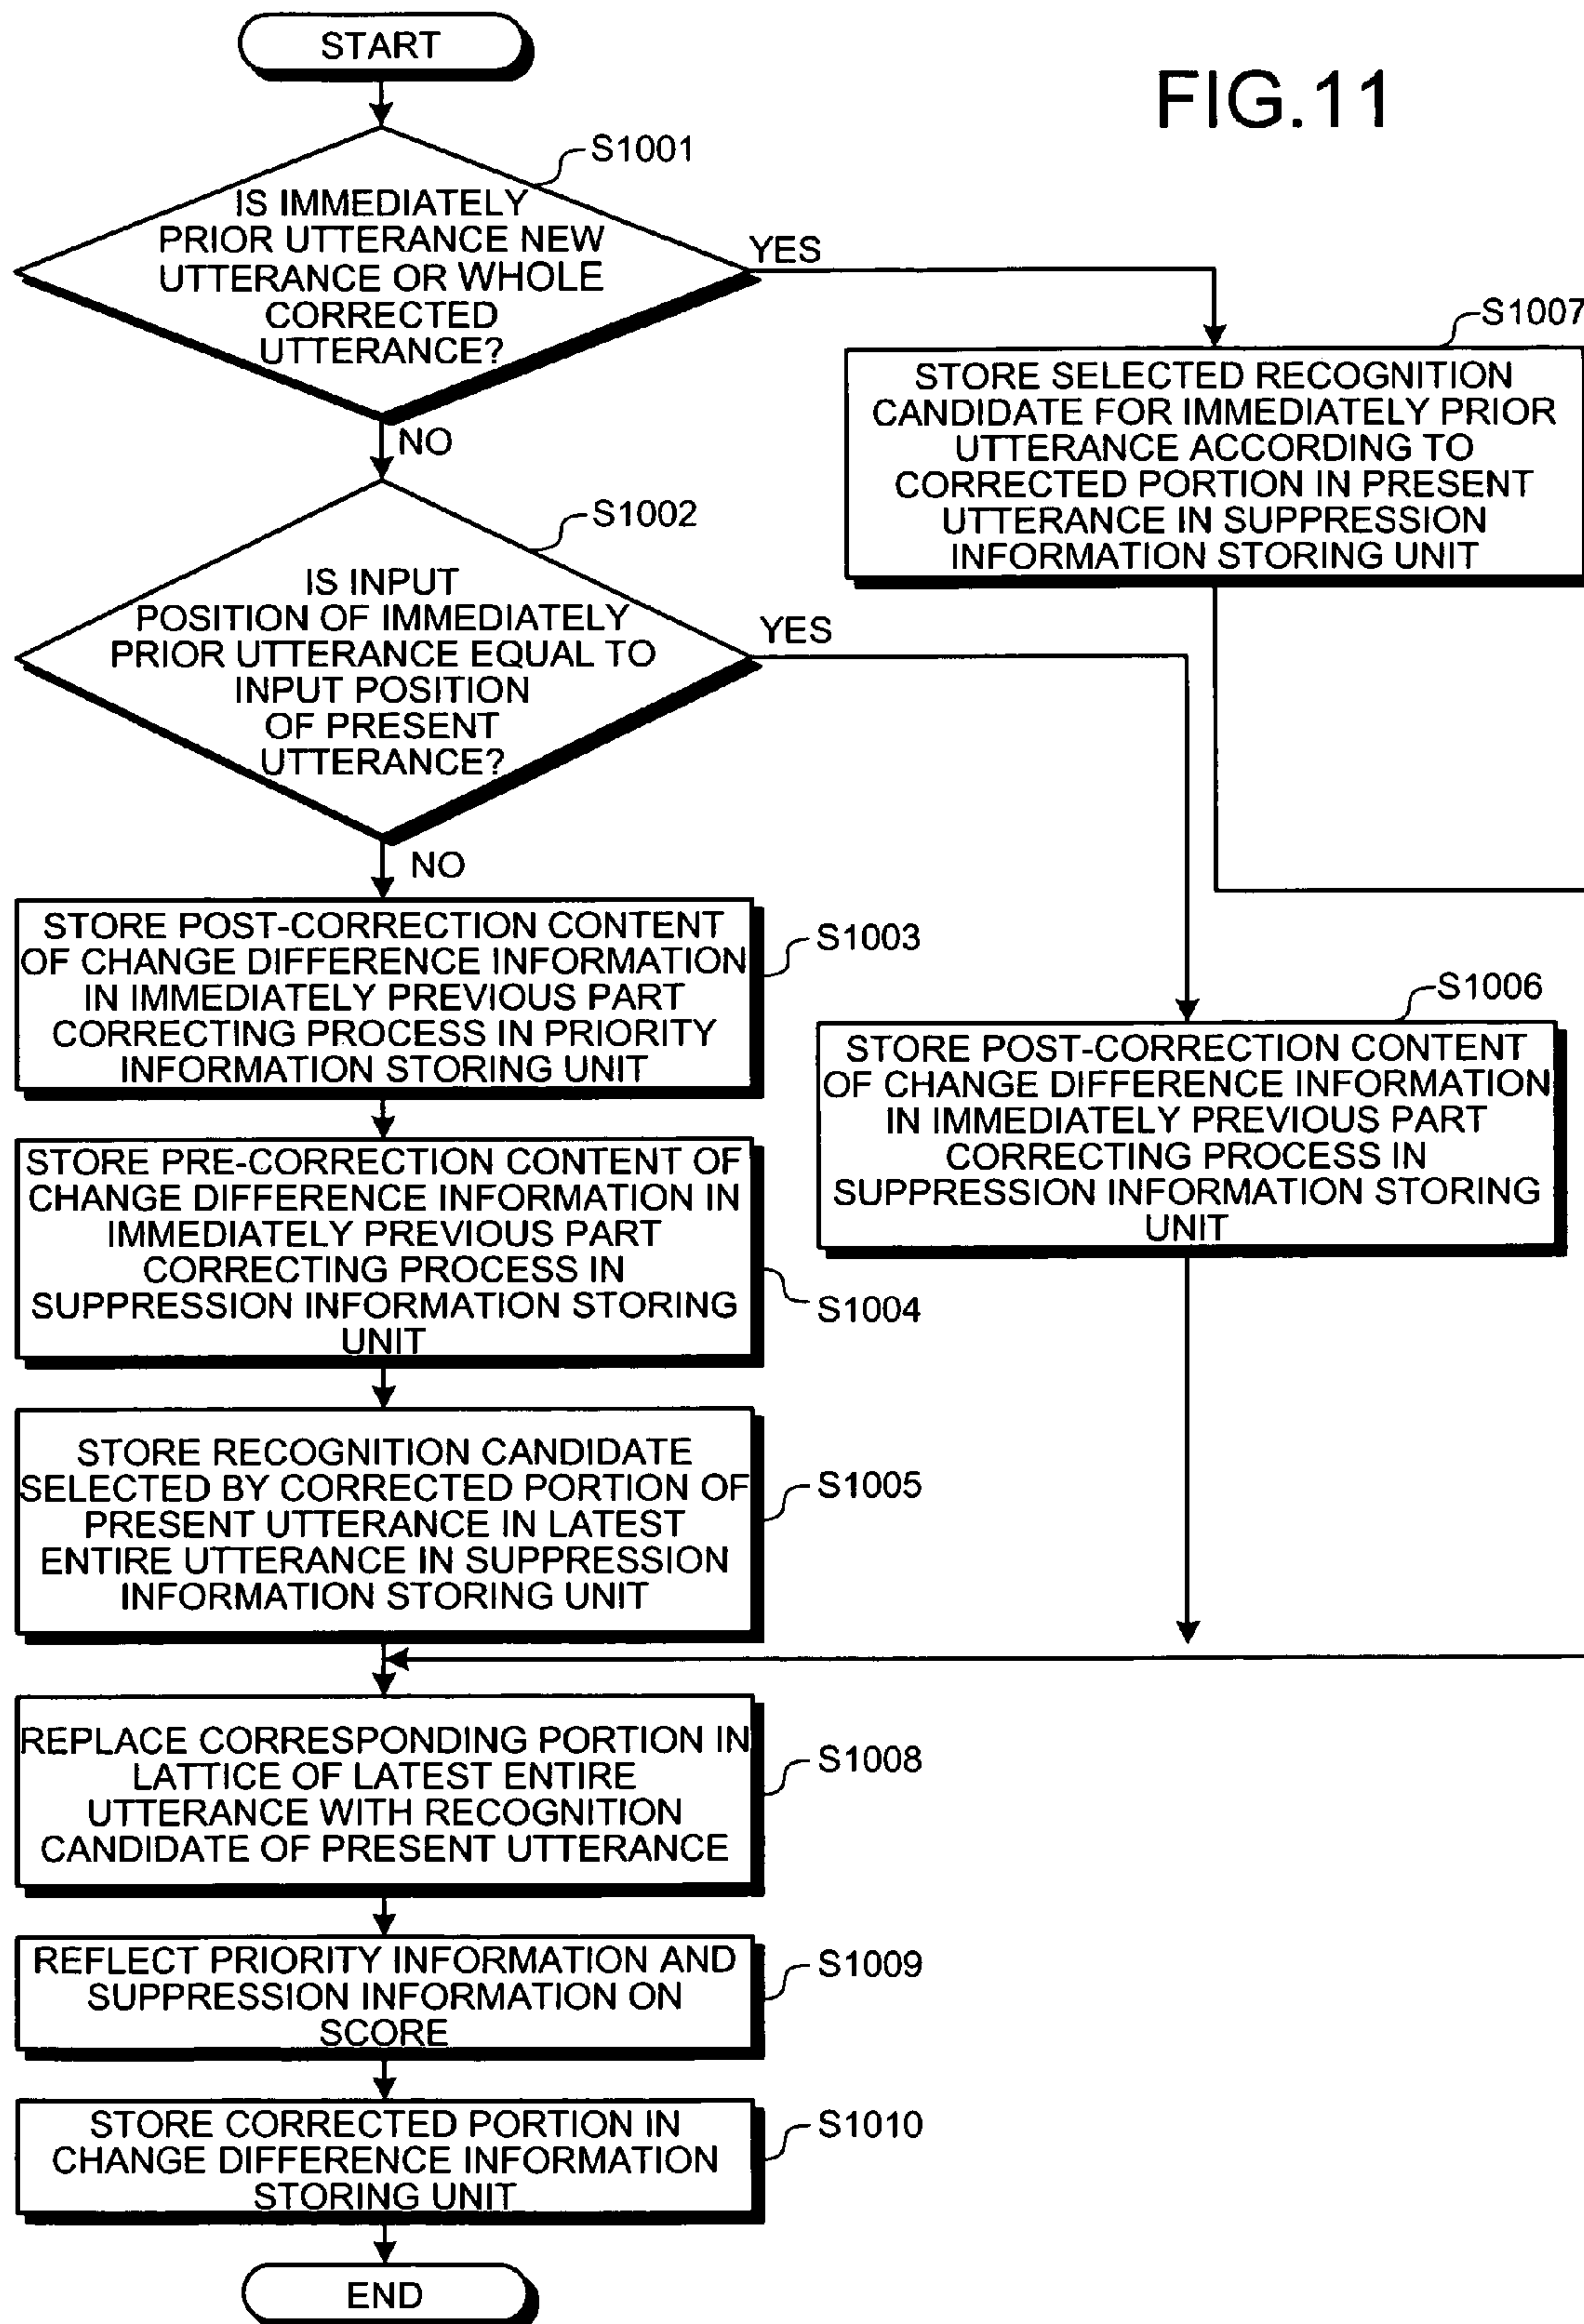 START
FIG.11
S1001
IS IMMEDIATELY
PRIOR UTTERANCE NEW
UTTERANCE OR WHOLE
CORRECTED
UTTERANCE?
YES
NO
S1007
STORE SELECTED RECOGNITION
CANDIDATE FOR IMMEDIATELY PRIOR
UTTERANCE ACCORDING TO
CORRECTED PORTION IN PRESENT
UTTERANCE IN SUPPRESSION
INFORMATION STORING UNIT
S1002
IS INPUT
POSITION OF IMMEDIATELY
PRIOR UTTERANCE EQUAL TO
INPUT POSITION
OF PRESENT
UTTERANCE?
YES
NO
STORE POST-CORRECTION CONTENT
OF CHANGE DIFFERENCE INFORMATION
IN IMMEDIATELY PREVIOUS PART
CORRECTING PROCESS IN PRIORITY
INFORMATION STORING UNIT
S1003
S1006
STORE POST-CORRECTION CONTENT
OF CHANGE DIFFERENCE INFORMATION
IN IMMEDIATELY PREVIOUS PART
CORRECTING PROCESS IN
SUPPRESSION INFORMATION STORING
UNIT
STORE PRE-CORRECTION CONTENT OF
CHANGE DIFFERENCE INFORMATION IN
IMMEDIATELY PREVIOUS PART
CORRECTING PROCESS IN
SUPPRESSION INFORMATION STORING
UNIT
S1004
STORE RECOGNITION CANDIDATE
SELECTED BY CORRECTED PORTION OF
PRESENT UTTERANCE IN LATEST
ENTIRE UTTERANCE IN SUPPRESSION
INFORMATION STORING UNIT
S1005
REPLACE CORRESPONDING PORTION IN
LATTICE OF LATEST ENTIRE
UTTERANCE WITH RECOGNITION
CANDIDATE OF PRESENT UTTERANCE
S1008
REFLECT PRIORITY INFORMATION AND
SUPPRESSION INFORMATION ON
SCORE
S1009
STORE CORRECTED PORTION IN
CHANGE DIFFERENCE INFORMATION
STORING UNIT
S1010
END